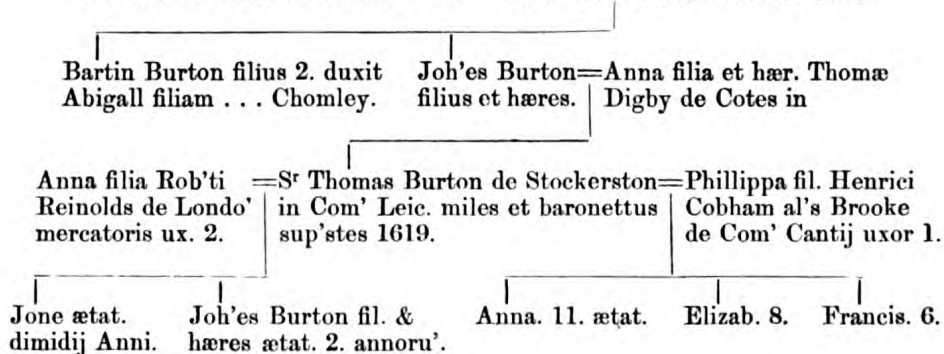 Bartin Burton filius 2. duxit
Abigall filiam . . . Chomley.
Joh'es Burton=Anna filia et hær. Thomæ
filius et hæres. Digby de Cotes in
Anna filia Rob'ti =Sr Thomas Burton de Stockerston=Phillippa fil. Henrici
Reinolds de Londo' in Com' Leic. miles et baronettus Cobham al's Brooke
mercatoris ux. 2. sup'stes 1619. de Com' Cantij uxor 1.
Jone ætat.
dimidij Anni.
Joh'es Burton fil. &
hæres ætat. 2. annoru'.
Anna. 11. ætat.
Elizab. 8.
Francis. 6.